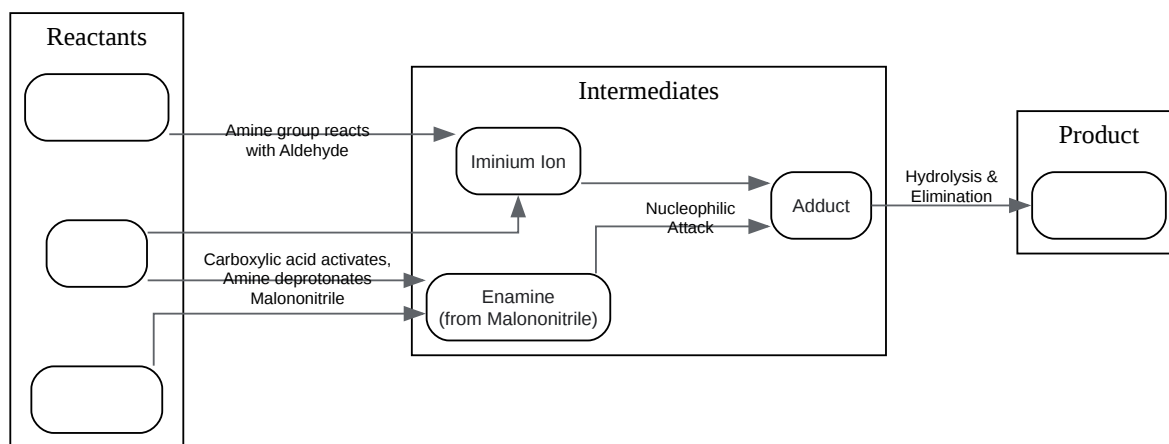 Reactants
Intermediates
Product
Amine group reacts
with Aldehyde
Iminium Ion
Hydrolysis &
Elimination
Nucleophilic
Attack
Adduct
Carboxylic acid activates,
Amine deprotonates
Malononitrile
Enamine
(from Malononitrile)